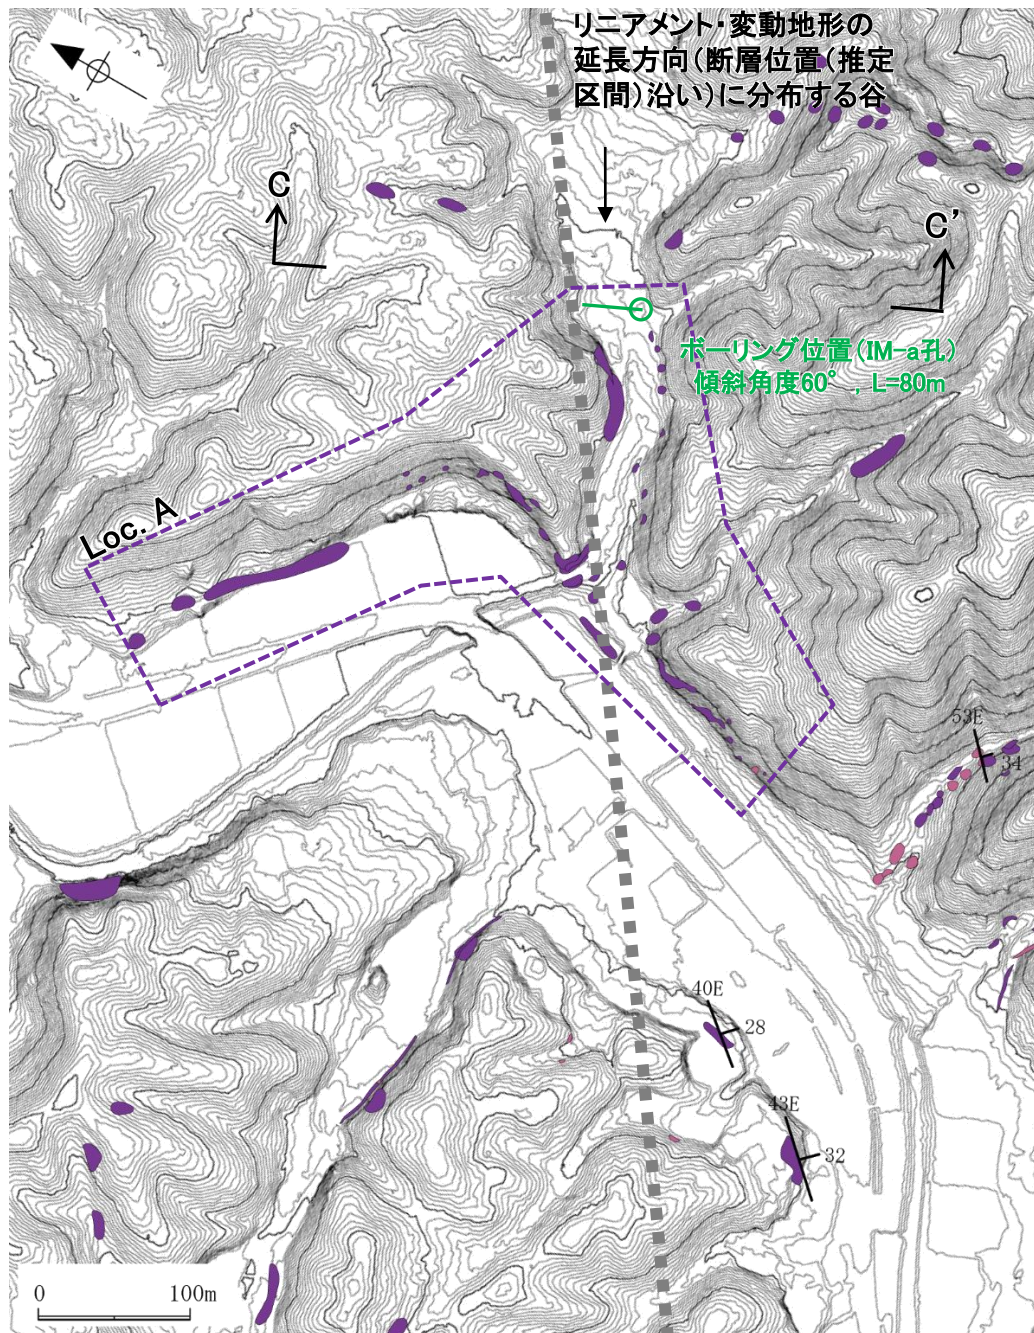 リニアメント・変動地形の
延長方向(断層位置(推定
区間)沿い)に分布する谷
C
C’
ボーリング位置(IM-a孔)
傾斜角度60°, L=80m
Loc. A
53E
34
40E
28
43E
32
0 100m